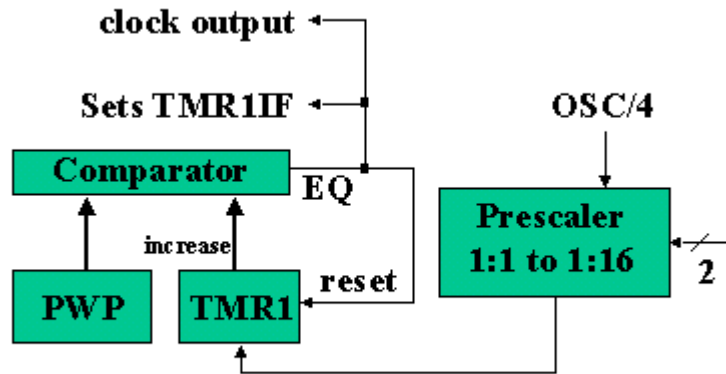 clock output
Sets TMR1IF
OSC/4
Comparator
EQ
Prescaler
1:1 to 1:16
increase
2
reset
PWP
TMR1